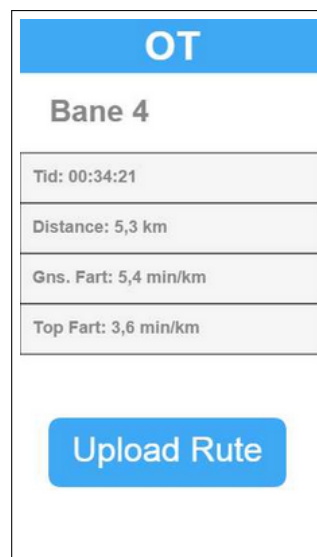 OT
Bane 4
Tid: 00:34:21
Distance: 5,3 km
Gns. Fart: 5,4 min/km
Top Fart: 3,6 min/km
Upload Rute